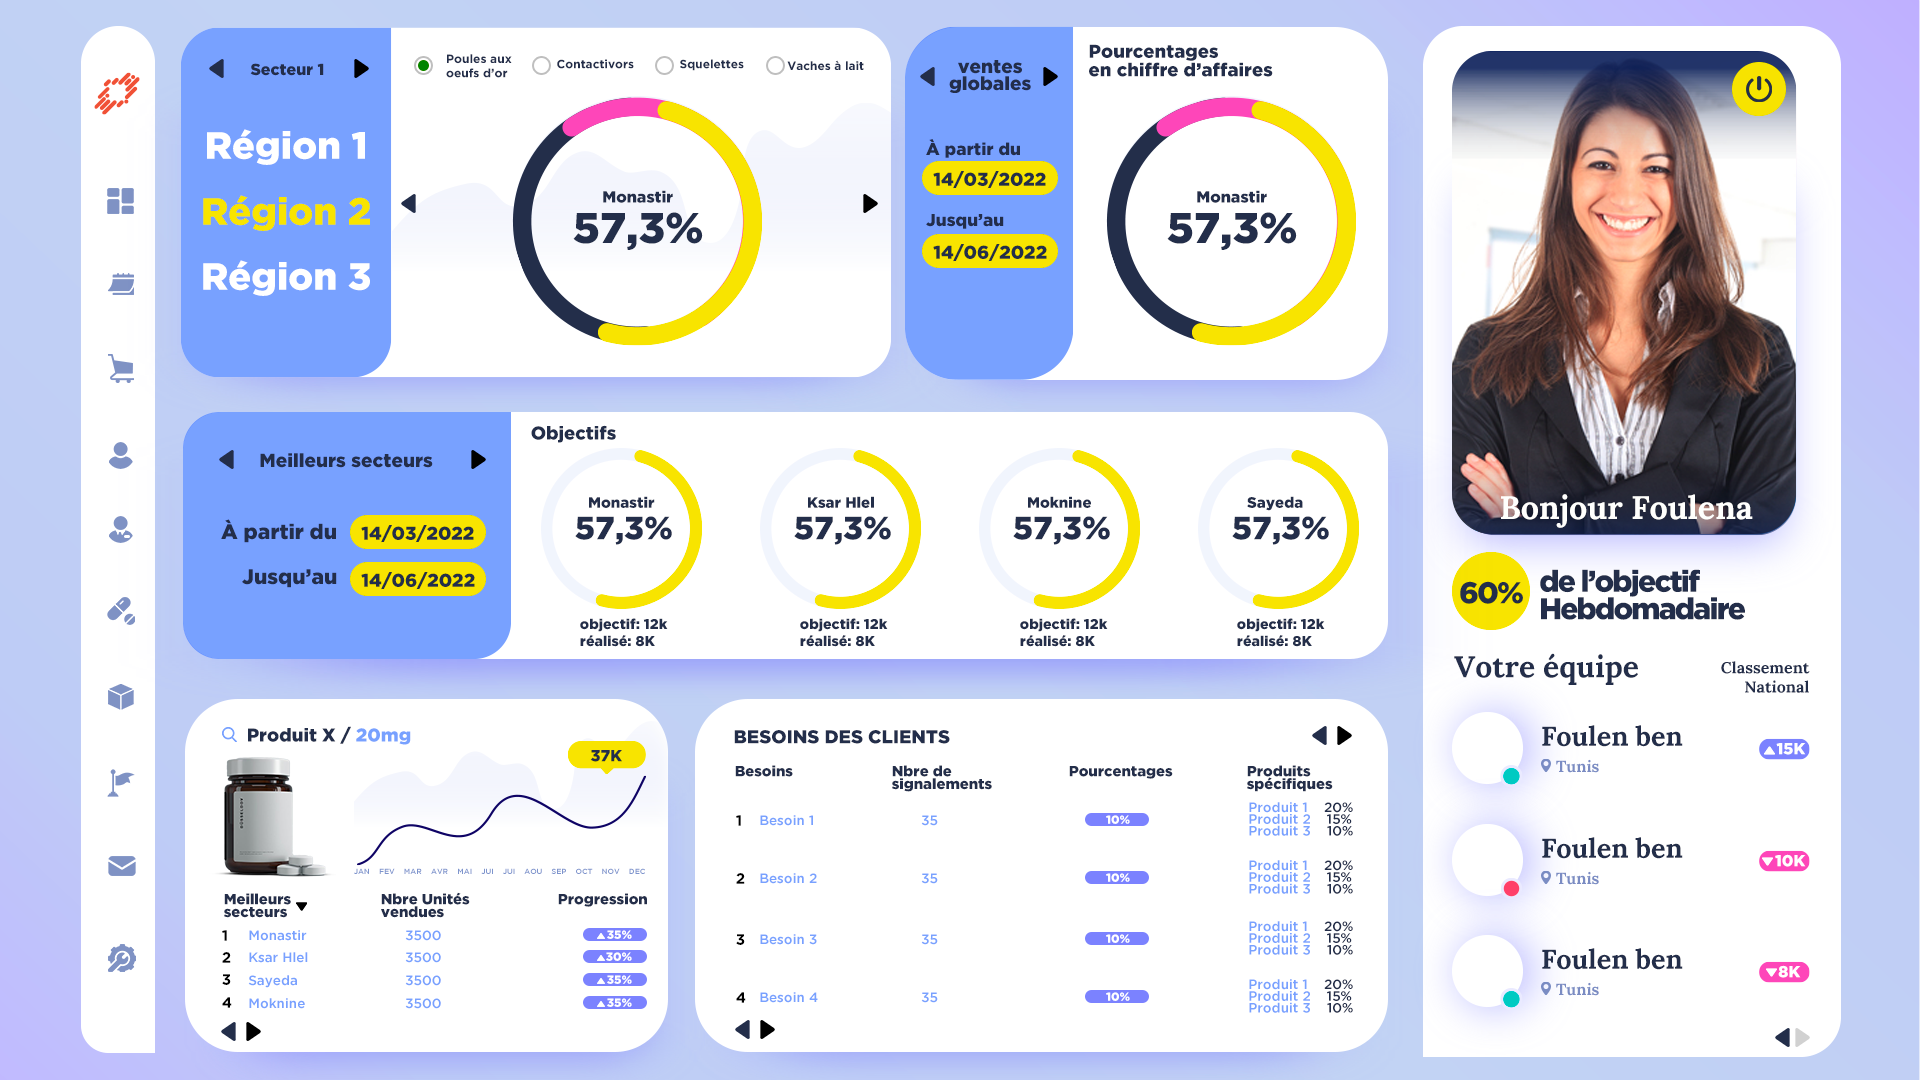 Secteur 1
Région 1
Région 2
Région 3
Poules aux
oeufs d'or
Contactivors
Squelettes
Vaches à lait
Monastir
57,3%
ventes
globales
À partir du
14/03/2022
Jusqu'au
14/06/2022
Pourcentages
en chiffre d'affaires
Monastir
57,3%
Meilleurs secteurs
À partir du 14/03/2022
Jusqu'au 14/06/2022
Objectifs
Monastir
57,3%
objectif: 12k
réalisé: 8K
Ksar Hlel
57,3%
objectif: 12k
réalisé: 8K
Moknine
57,3%
objectif: 12k
réalisé: 8K
Sayeda
57,3%
objectif: 12k
réalisé: 8K
Produit X / 20mg
37K
JAN FEV MAR AVR MAI JUI JUI AOU SEP OCT NOV DEC
Meilleurs
secteurs
Nbre Unités
vendues
Progression
1 Monastir 3500 35%
2 Ksar Hlel 3500 30%
3 Sayeda 3500 35%
4 Moknine 3500 35%
BESOINS DES CLIENTS
Besoins
Nbre de
signalements
Pourcentages
Produits
spécifiques
1 Besoin 1 35 10%
Produit 1 20%
Produit 2 15%
Produit 3 10%
2 Besoin 2 35 10%
Produit 1 20%
Produit 2 15%
Produit 3 10%
3 Besoin 3 35 10%
Produit 1 20%
Produit 2 15%
Produit 3 10%
4 Besoin 4 35 10%
Produit 1 20%
Produit 2 15%
Produit 3 10%
Bonjour Foulena
60% de l'objectif
Hebdomadaire
Votre équipe
Classement
National
Foulen ben
Tunis
15K
Foulen ben
Tunis
10K
Foulen ben
Tunis
8K